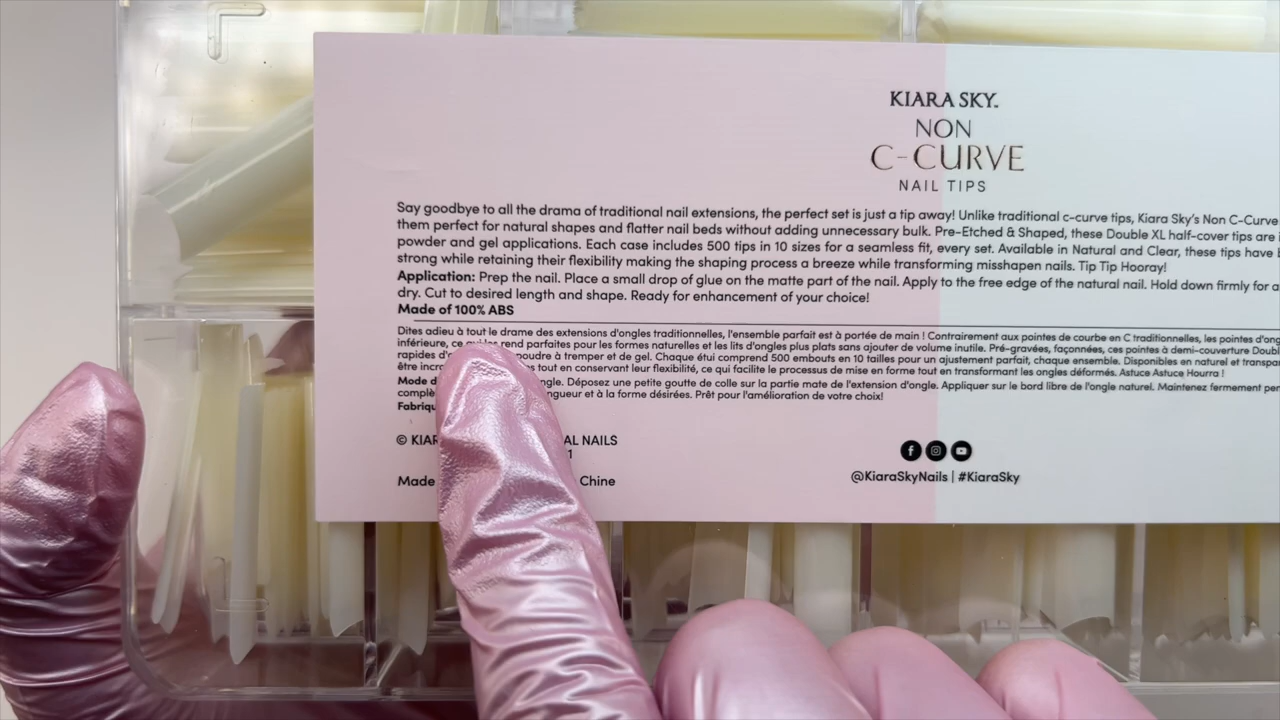 KIARA SKY.
NON
C-CURVE
NAIL TIPS
Say goodbye to all the drama of traditional nail extensions, the perfect set is just a tip away! Unlike traditional c-curve tips, Kiara Sky's Non C-Curve
them perfect for natural shapes and flatter nail beds without adding unnecessary bulk. Pre-Etched & Shaped, these Double XL half-cover tips are
powder and gel applications. Each case includes 500 tips in 10 sizes for a seamless fit, every set. Available in Natural and Clear, these tips have
strong while retaining their flexibility making the shaping process a breeze while transforming misshapen nails. Tip Tip Hooray!
Application: Prep the nail. Place a small drop of glue on the matte part of the nail. Apply to the free edge of the natural nail. Hold down firmly for a
dry. Cut to desired length and shape. Ready for enhancement of your choice!
Made of 100% ABS
Dites adieu à tout le drame des extensions d'ongles traditionnelles, l'ensemble parfait est à portée de main ! Contrairement aux pointes de courbe en C traditionnelles, les pointes
inférieure, ce rend parfaites pour les formes naturelles et les lits d'ongles plus plats sans ajouter de volume inutile. Pré-gravées, façonnées, ces pointes à demi-couverture
rapides poudre à tremper et de gel. Chaque étui comprend 500 embouts en 10 tailles pour un ajustement parfait, chaque ensemble. Disponibles en naturel et
être tout en conservant leur flexibilité, ce qui facilite le processus de mise en forme tout en transformant les ongles déformés. Astuce Astuce Hourra !
Mode Déposez une petite goutte de colle sur la partie mate de l'extension d'ongle. Appliquer sur le bord libre de l'ongle naturel. Maintenez fermement
et à la forme désirées. Prêt pour l'amélioration de votre choix!
© NAILS
1
Made Chine
@KiaraSkyNails | #KiaraSky